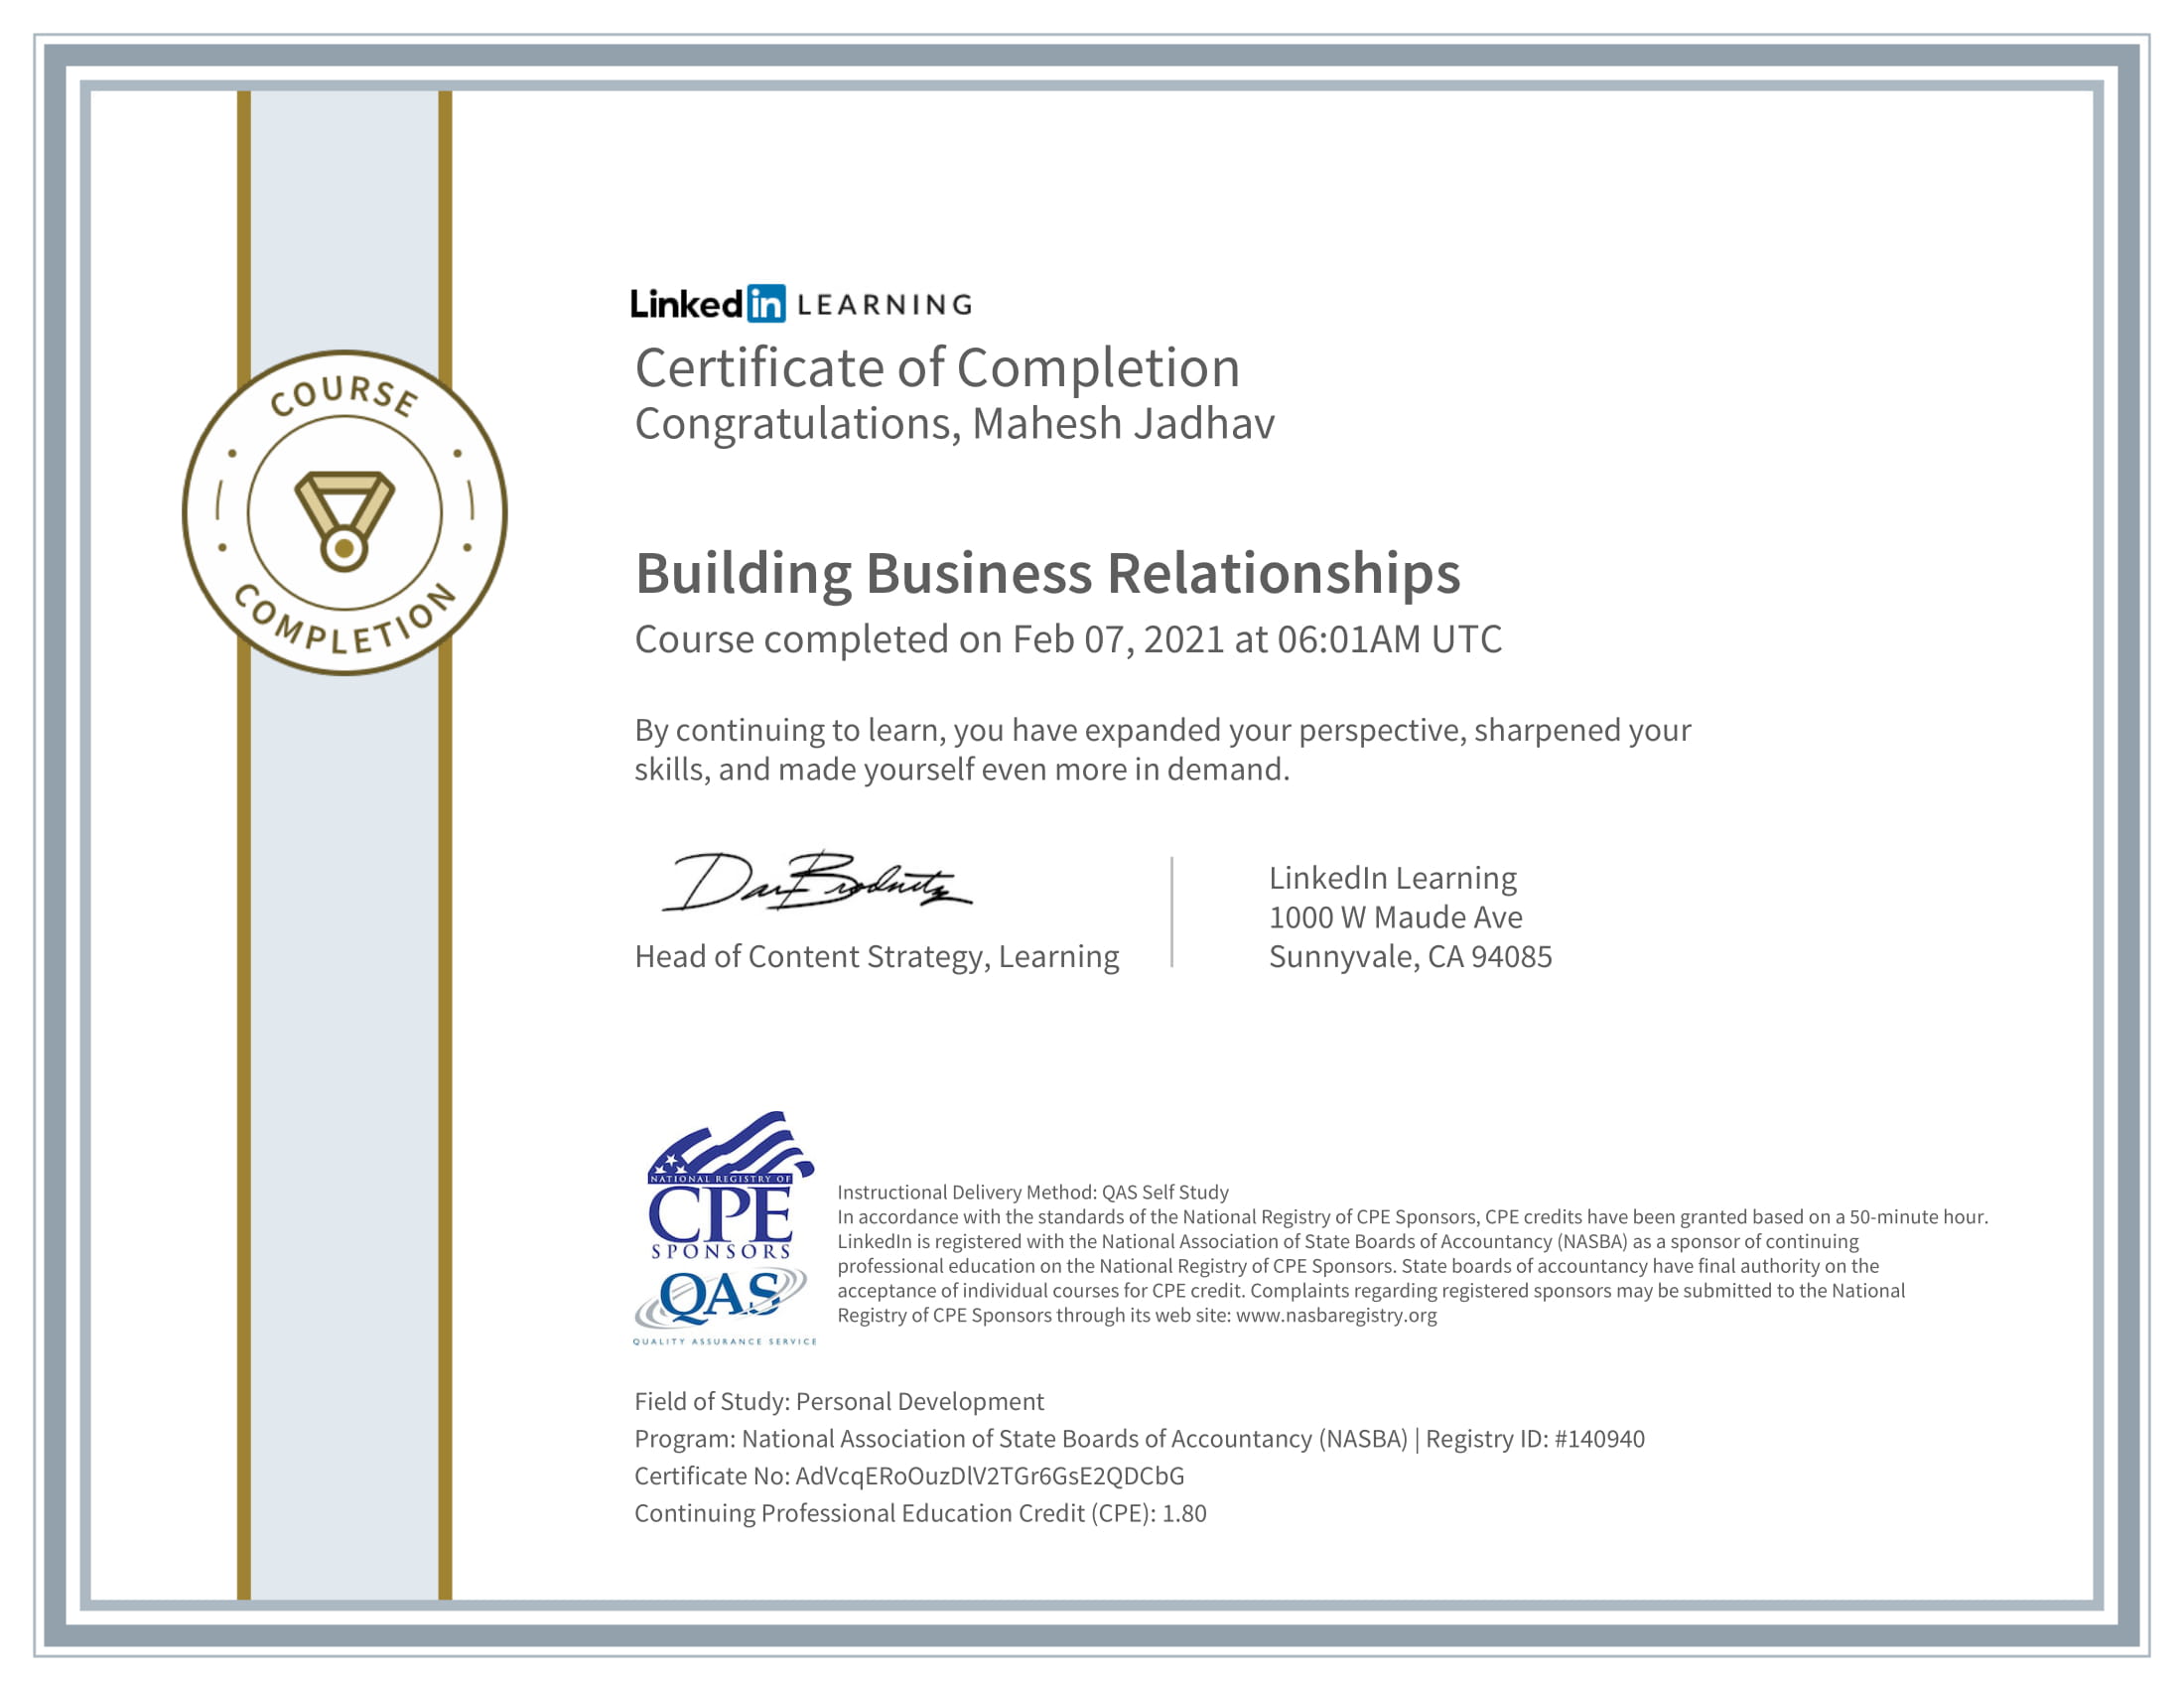 COURSE
COMPLETION
Linked in LEARNING
Certificate of Completion
Congratulations, Mahesh Jadhav
Building Business Relationships
Course completed on Feb 07, 2021 at 06:01AM UTC
By continuing to learn, you have expanded your perspective, sharpened your
skills, and made yourself even more in demand.
Head of Content Strategy, Learning
LinkedIn Learning
1000 W Maude Ave
Sunnyvale, CA 94085
NATIONAL REGISTRY OF
CPE
SPONSORS
QAS
QUALITY ASSURANCE SERVICE
Instructional Delivery Method: QAS Self Study
In accordance with the standards of the National Registry of CPE Sponsors, CPE credits have been granted based on a 50-minute hour.
LinkedIn is registered with the National Association of State Boards of Accountancy (NASBA) as a sponsor of continuing
professional education on the National Registry of CPE Sponsors. State boards of accountancy have final authority on the
acceptance of individual courses for CPE credit. Complaints regarding registered sponsors may be submitted to the National
Registry of CPE Sponsors through its web site: www.nasbaregistry.org
Field of Study: Personal Development
Program: National Association of State Boards of Accountancy (NASBA) | Registry ID: #140940
Certificate No: AdVcqERoOuzDlV2TGr6GsE2QDCbG
Continuing Professional Education Credit (CPE): 1.80